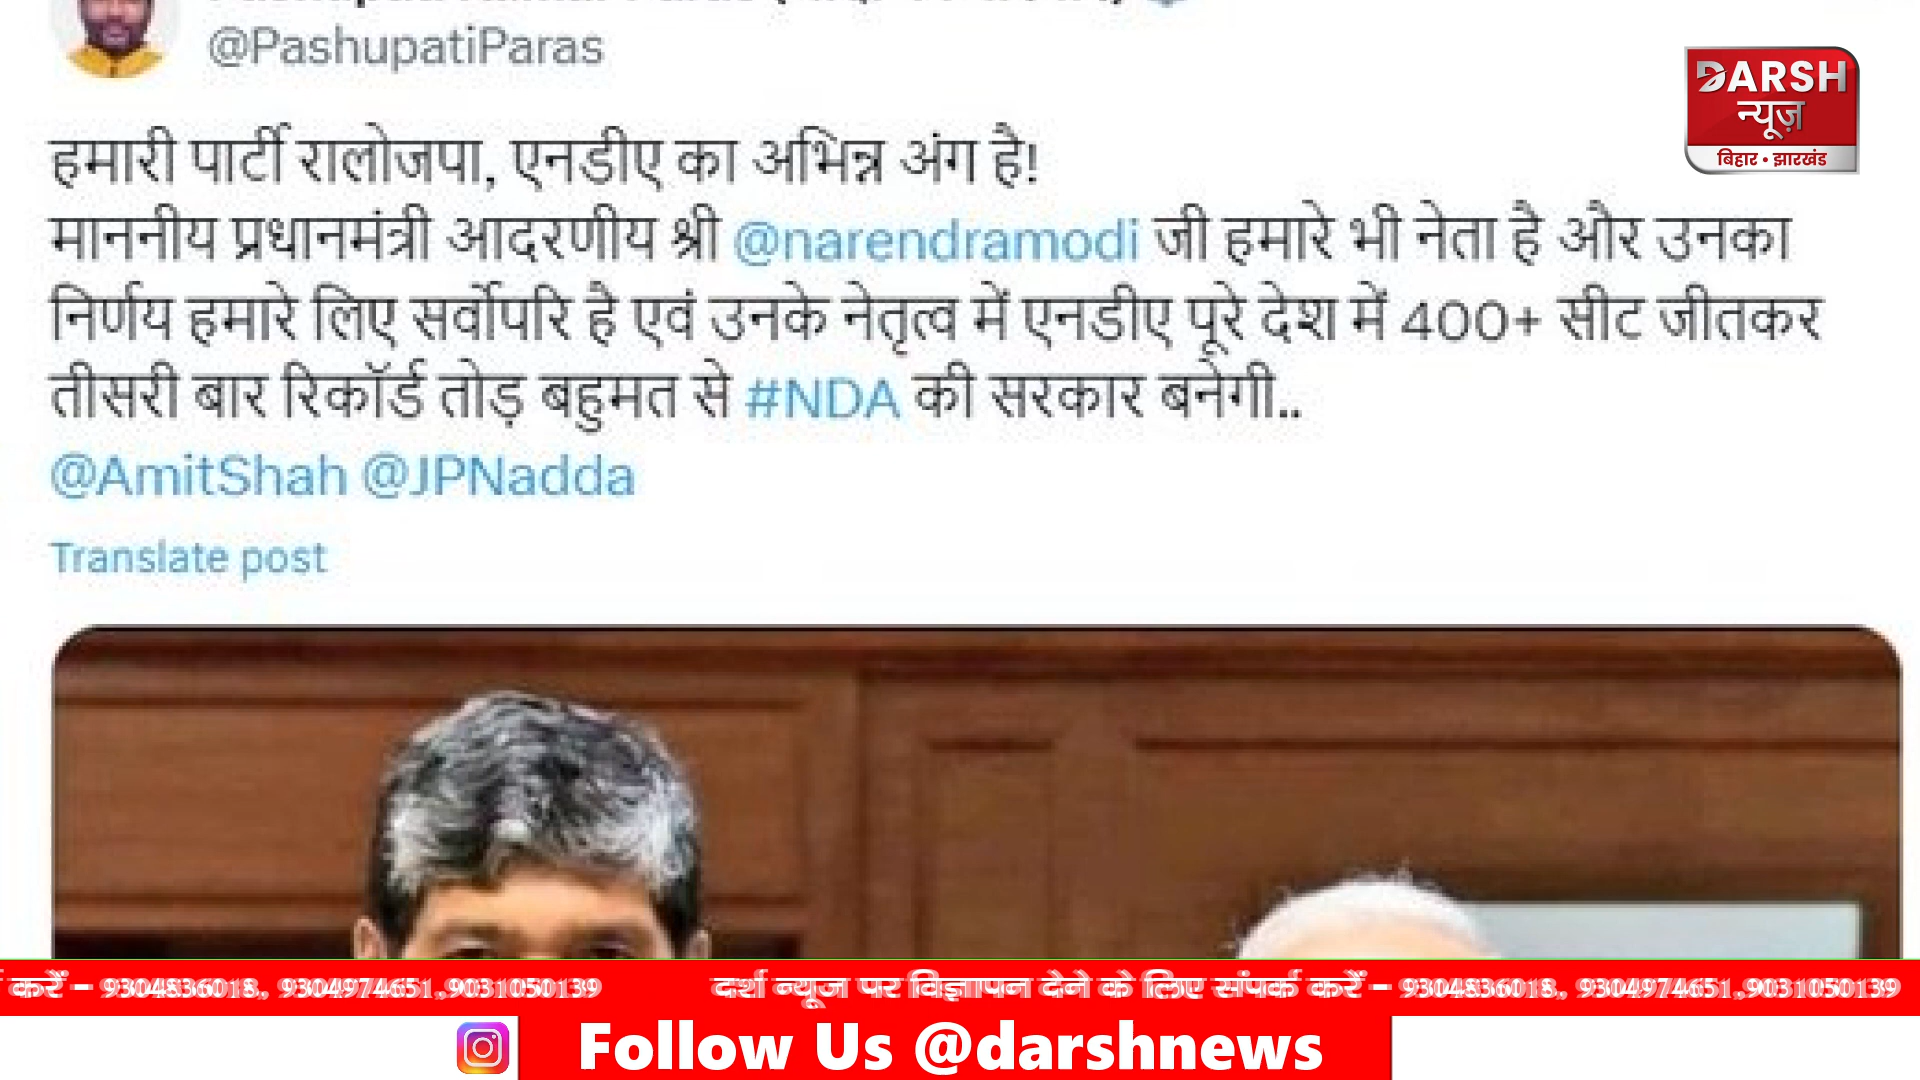 @PashupatiParas
DARSH
न्यूज़
बिहार • झारखंड
हमारी पार्टी रालोजपा, एनडीए का अभिन्न अंग है!
माननीय प्रधानमंत्री आदरणीय श्री @narendramodi जी हमारे भी नेता है और उनका
निर्णय हमारे लिए सर्वोपरि है एवं उनके नेतृत्व में एनडीए पूरे देश में 400+ सीट जीतकर
तीसरी बार रिकॉर्ड तोड़ बहुमत से #NDA की सरकार बनेगी..
@AmitShah @JPNadda
Translate post
करें – 9304836018, 9304974651,9031050139 दर्श न्यूज पर विज्ञापन देने के लिए संपर्क करें – 9304836018, 9304974651,9031050139
Follow Us @darshnews